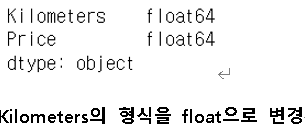 Kilometers    float64
Price         float64
dtype: object
Kilometers의 형식을 float으로 변경